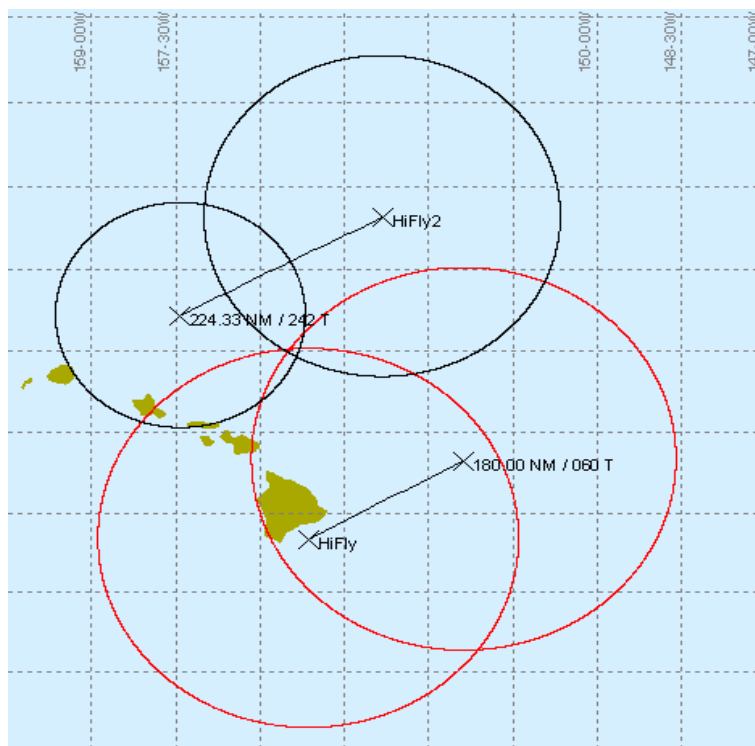 159-00W
157-30W
150-00W
148-30W
147-00W
HiFly2
224.33 NM / 242 T
180.00 NM / 060 T
HiFly